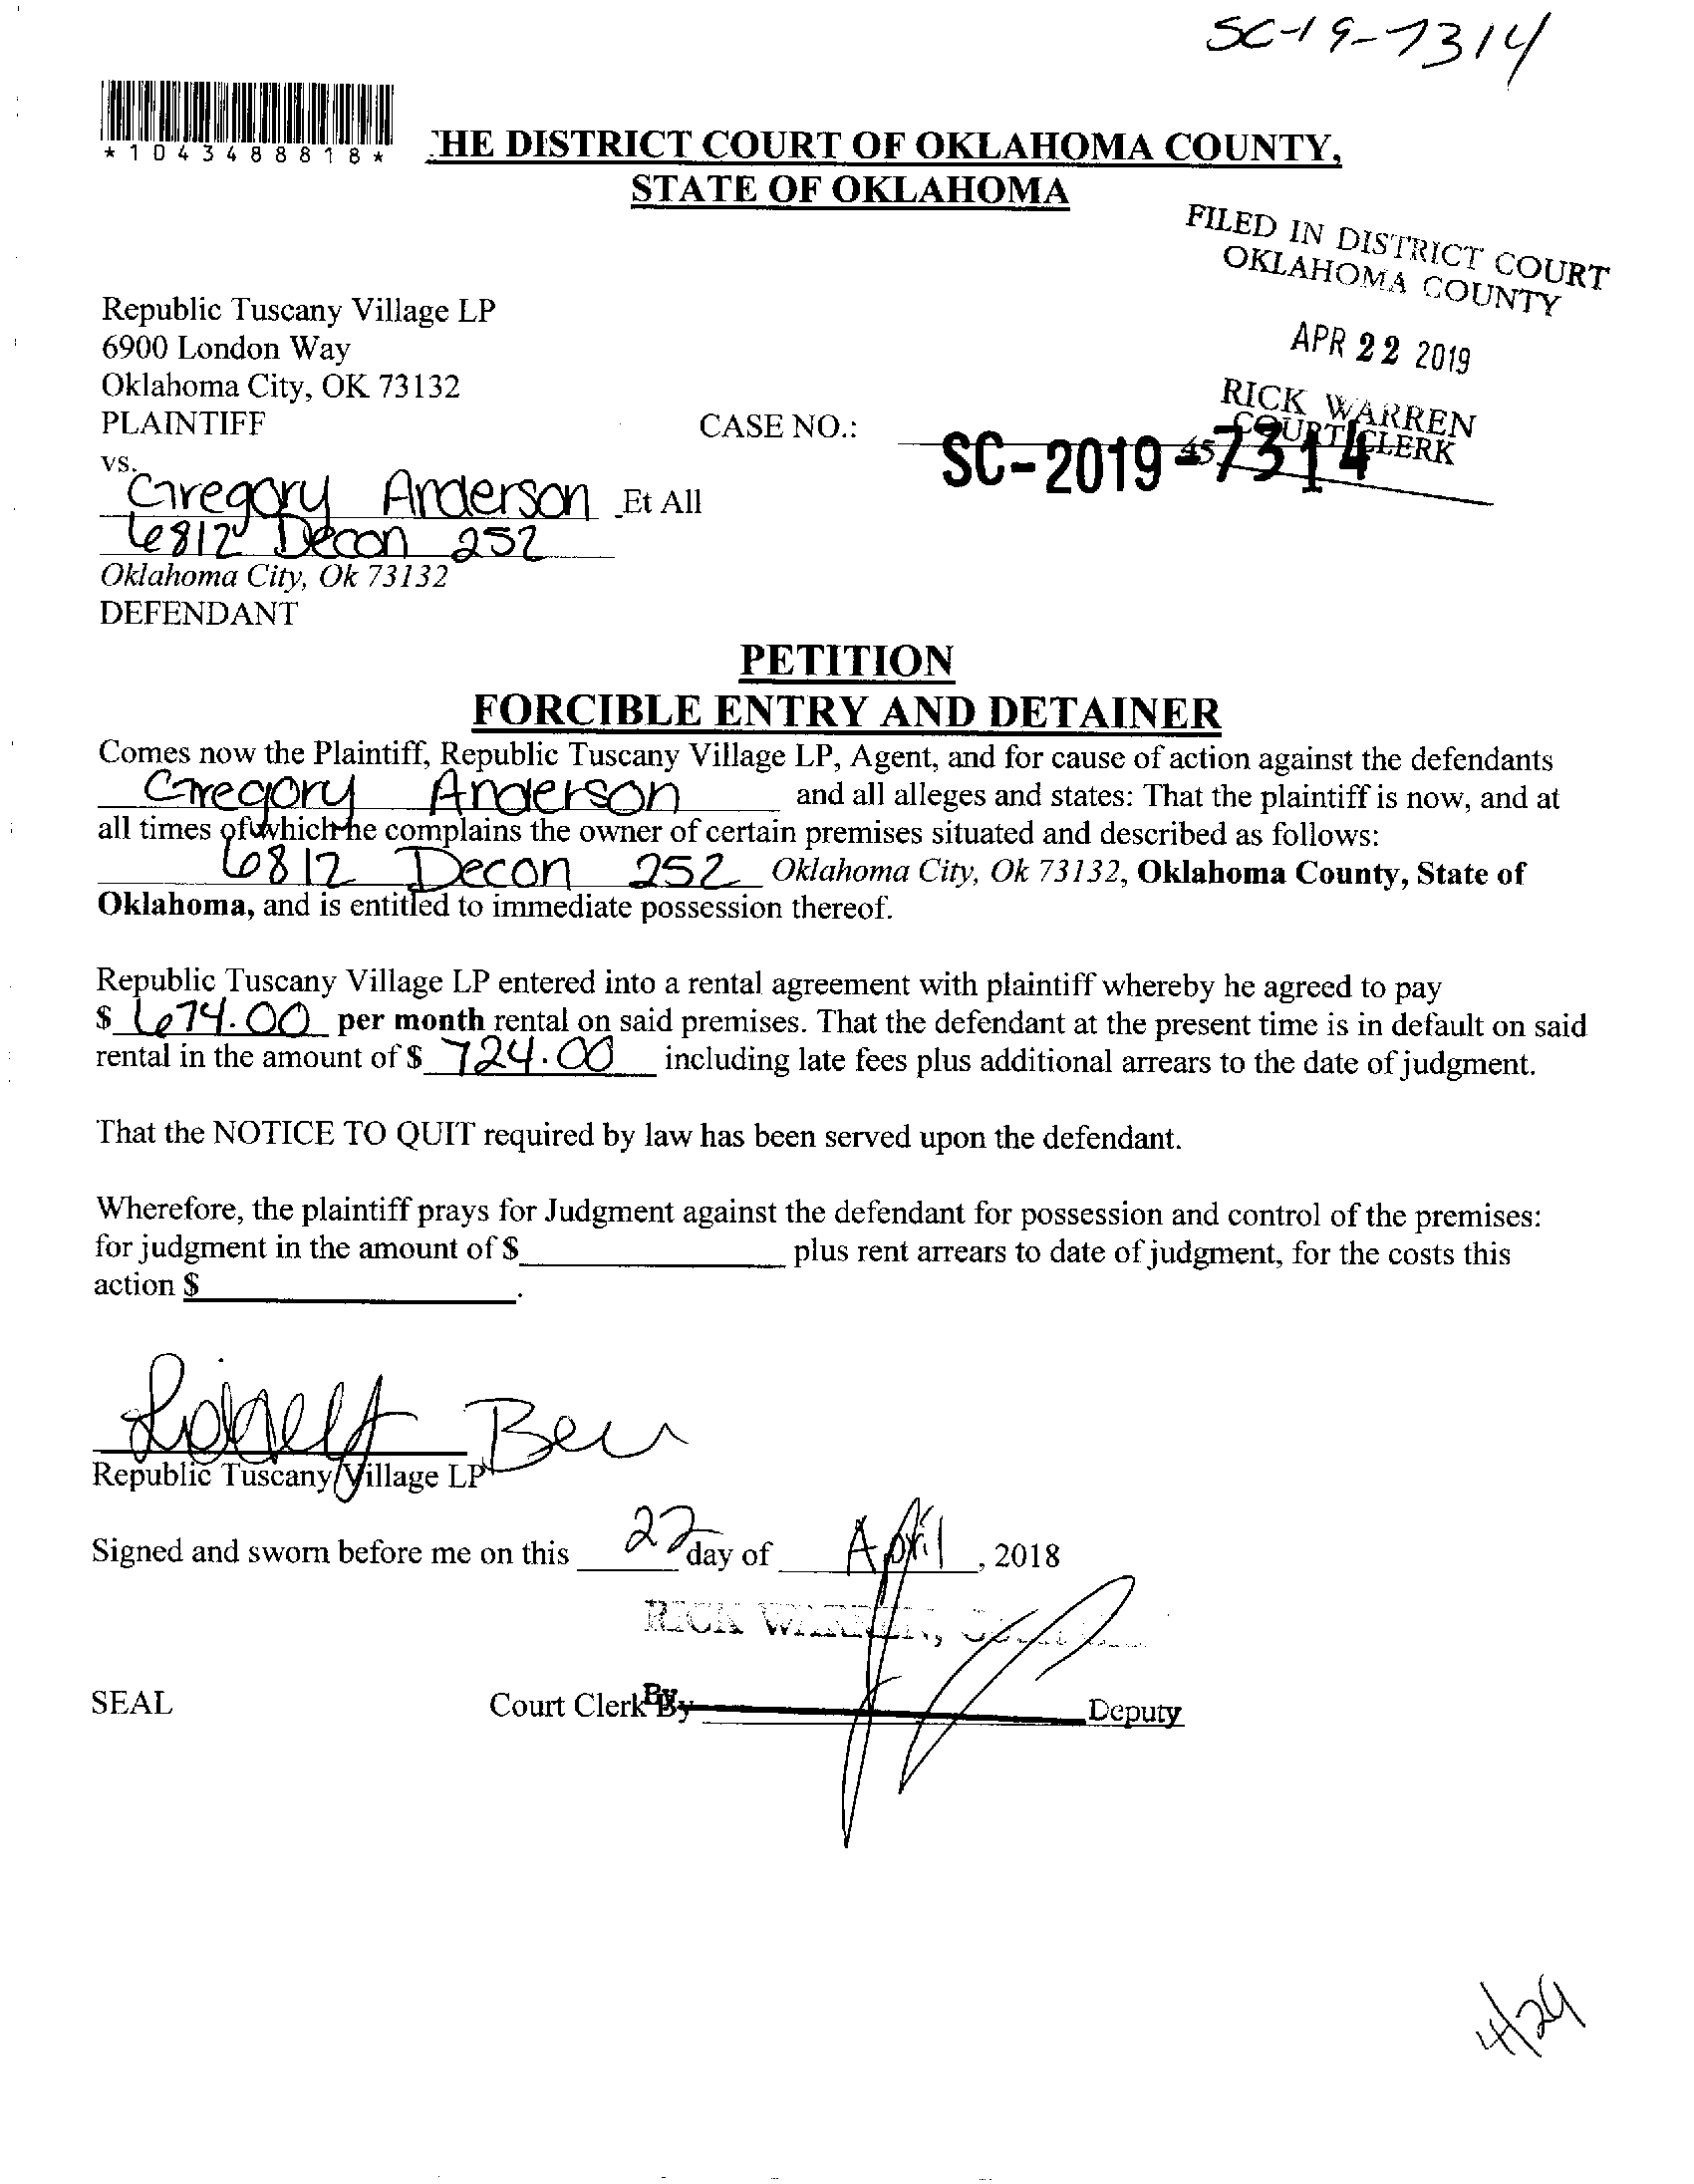 SC-19-7314
*1043488818*
THE DISTRICT COURT OF OKLAHOMA COUNTY,
STATE OF OKLAHOMA
FILED IN DISTRICT COURT
OKLAHOMA COUNTY
APR 22 2019
RICK WARREN
COURT CLERK
45
Republic Tuscany Village LP
6900 London Way
Oklahoma City, OK 73132
PLAINTIFF
CASE NO.: SC-2019-7314
vs.
Gregory Anderson Et All
6812 Decon 252
Oklahoma City, Ok 73132
DEFENDANT
PETITION
FORCIBLE ENTRY AND DETAINER
Comes now the Plaintiff, Republic Tuscany Village LP, Agent, and for cause of action against the defendants
Gregory Anderson and all alleges and states: That the plaintiff is now, and at
all times of which he complains the owner of certain premises situated and described as follows:
6812 Decon 252 Oklahoma City, Ok 73132, Oklahoma County, State of
Oklahoma, and is entitled to immediate possession thereof.
Republic Tuscany Village LP entered into a rental agreement with plaintiff whereby he agreed to pay
$ 674.00 per month rental on said premises. That the defendant at the present time is in default on said
rental in the amount of $ 724.00 including late fees plus additional arrears to the date of judgment.
That the NOTICE TO QUIT required by law has been served upon the defendant.
Wherefore, the plaintiff prays for Judgment against the defendant for possession and control of the premises:
for judgment in the amount of $ plus rent arrears to date of judgment, for the costs this
action $ .
Republic Tuscany Village LP
Signed and sworn before me on this 22 day of April, 2018
RICK WARREN,
SEAL Court Clerk By By Deputy
4/29